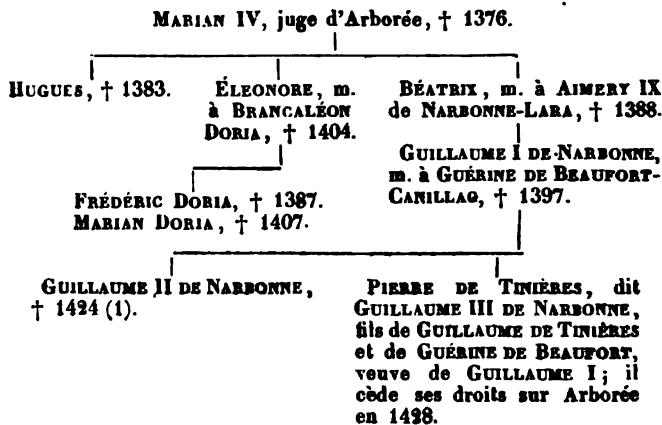 MARIAN IV, juge d'Arborée, † 1376.
HUGUES, † 1383.
ÉLEONORE, m.
à BRANCALÉON
DORIA, † 1404.
BÉATRIX, m. à AIMERY IX
de NARBONNE-LARA, † 1388.
GUILLAUME I DE NARBONNE,
m. à GUÉRINE DE BEAUFORT-
CANILLAC, † 1397.
FRÉDÉRIC DORIA, † 1387.
MARIAN DORIA, † 1407.
GUILLAUME II DE NARBONNE,
† 1424 (1).
PIERRE DE TINIÈRES, dit
GUILLAUME III DE NARBONNE,
fils de GUILLAUME DE TINIÈRES
et de GUÉRINE DE BEAUFORT,
veuve de GUILLAUME I; il
cède ses droits sur Arborée
en 1428.